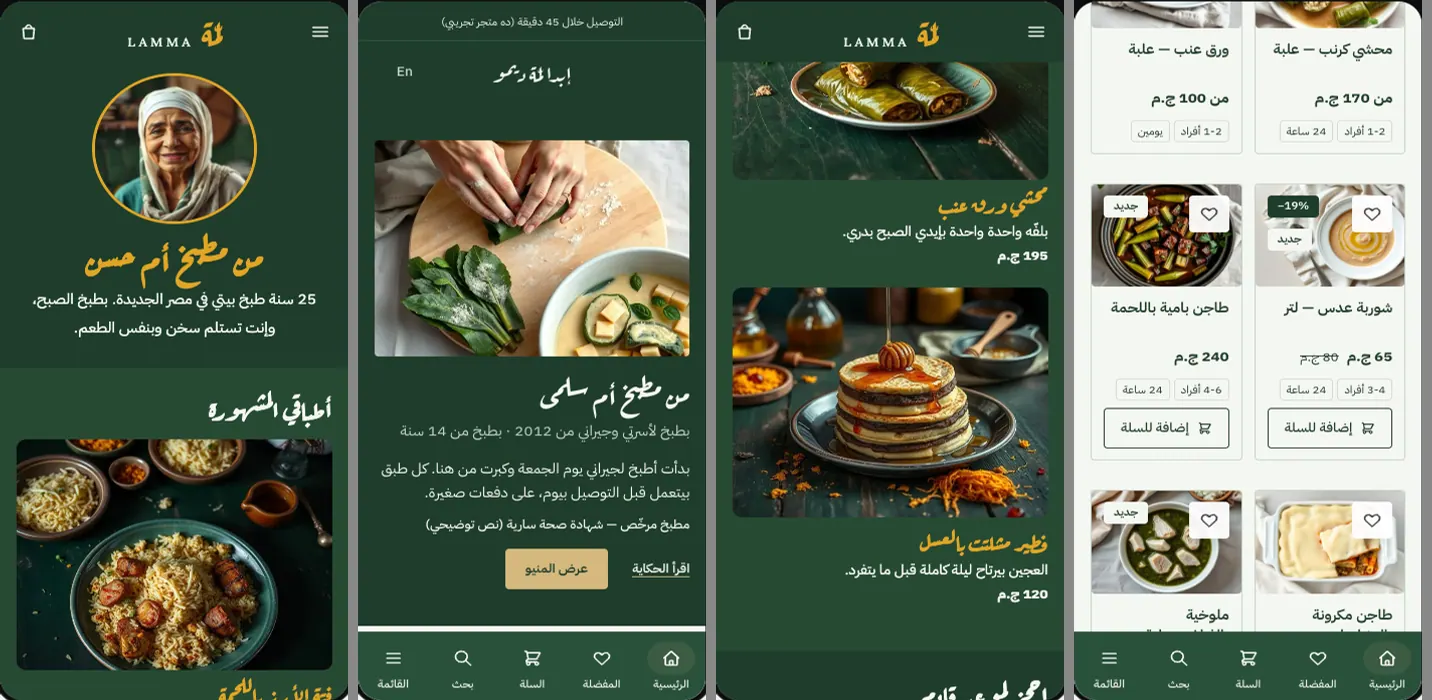 لمة LAMMA
من مطبخ أم حسن
25 سنة طبخ بيتي في مصر الجديدة. بطبخ الصبح،
وإنت تستلم سخن وبنفس الطعم.
أطباقي المشهورة
التوصيل خلال 45 دقيقة (ده متجر تجريبي)
إبدا لمة ديمو
En
من مطبخ أم سلمى
بطبخ لأسرتي وجيراني من 2012 · بطبخ من 14 سنة
بدأت أطبخ لجيراني يوم الجمعة وكبرت من هنا. كل طبق
بيتعمل قبل التوصيل بيوم، على دفعات صغيرة.
مطبخ مرخّص — شهادة صحة سارية (نص توضيحي)
اقرأ الحكاية
عرض المنيو
الرئيسية
المفضلة
السلة
بحث
القائمة
لمة LAMMA
محشي ورق عنب
بلفّه واحدة واحدة بإيدي الصبح بدري.
195 ج.م
فطير مشلتت بالعسل
العجين بيرتاح ليلة كاملة قبل ما يتفرد.
120 ج.م
محشي كرنب — علبة
من 170 ج.م
1-2 أفراد
24 ساعة
ورق عنب — علبة
من 100 ج.م
1-2 أفراد
يومين
−19%
جديد
شوربة عدس — لتر
65 ج.م 80 ج.م
3-4 أفراد
24 ساعة
إضافة للسلة
جديد
طاجن بامية باللحمة
240 ج.م
4-6 أفراد
24 ساعة
إضافة للسلة
طاجن مكرونة
جديد
ملوخية
الرئيسية
المفضلة
السلة
بحث
القائمة